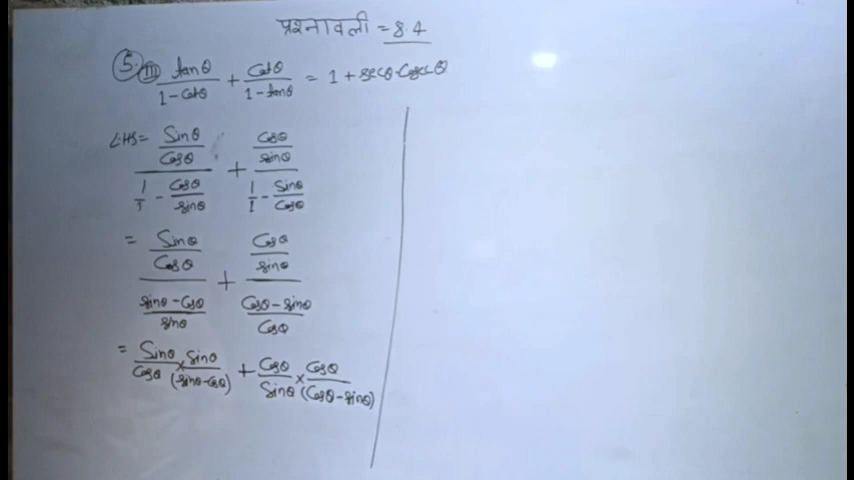 प्रश्नावली = 8.4
5. III tanθ/(1-cotθ) + cotθ/(1-tanθ) = 1 + secθ.cosecθ
L.HS = (Sinθ/Cosθ)/(1/1 - Cosθ/sinθ) + (Cosθ/sinθ)/(1/1 - Sinθ/Cosθ)
= (Sinθ/Cosθ)/((sinθ-Cosθ)/sinθ) + (Cosθ/sinθ)/((Cosθ-sinθ)/Cosθ)
= Sinθ/Cosθ × Sinθ/(sinθ-cosθ) + Cosθ/Sinθ × Cosθ/(Cosθ-sinθ)